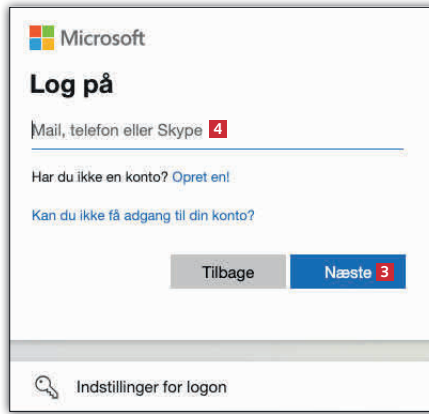 Microsoft
Log på
Mail, telefon eller Skype 4
Har du ikke en konto? Opret en!
Kan du ikke få adgang til din konto?
Tilbage
Næste 3
Indstillinger for logon